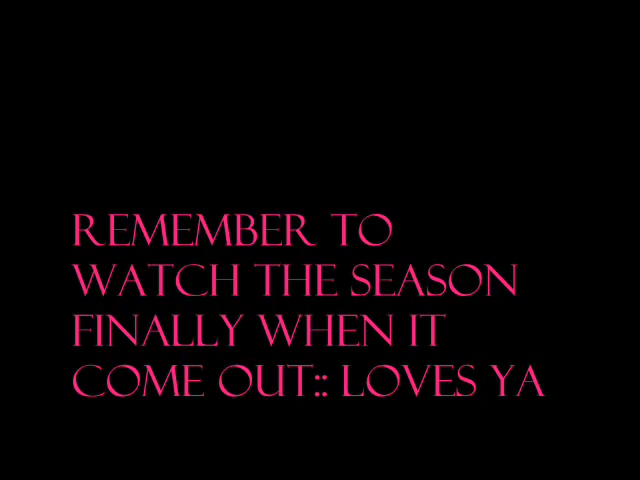 REMEMBER TO
WATCH THE SEASON
FINALLY WHEN IT
COME OUT:: LOVES YA